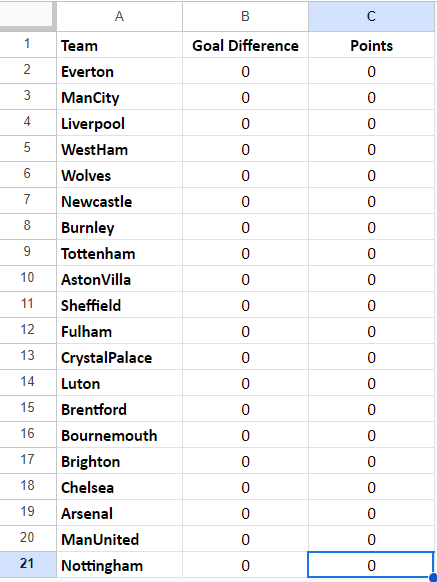 A B C
1 Team Goal Difference Points
2 Everton 0 0
3 ManCity 0 0
4 Liverpool 0 0
5 WestHam 0 0
6 Wolves 0 0
7 Newcastle 0 0
8 Burnley 0 0
9 Tottenham 0 0
10 AstonVilla 0 0
11 Sheffield 0 0
12 Fulham 0 0
13 CrystalPalace 0 0
14 Luton 0 0
15 Brentford 0 0
16 Bournemouth 0 0
17 Brighton 0 0
18 Chelsea 0 0
19 Arsenal 0 0
20 ManUnited 0 0
21 Nottingham 0 0